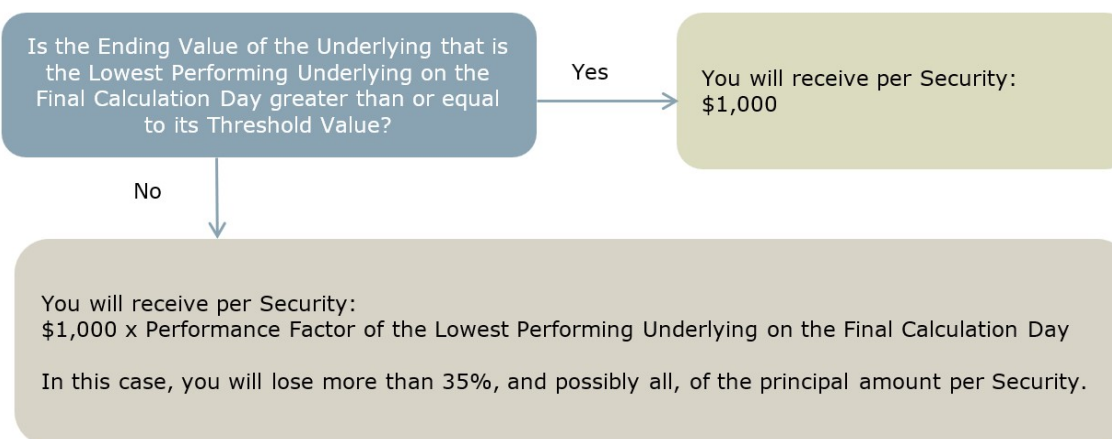 Is the Ending Value of the Underlying that is
the Lowest Performing Underlying on the
Final Calculation Day greater than or equal
to its Threshold Value?
Yes
You will receive per Security:
$1,000
No
You will receive per Security:
$1,000 x Performance Factor of the Lowest Performing Underlying on the Final Calculation Day
In this case, you will lose more than 35%, and possibly all, of the principal amount per Security.